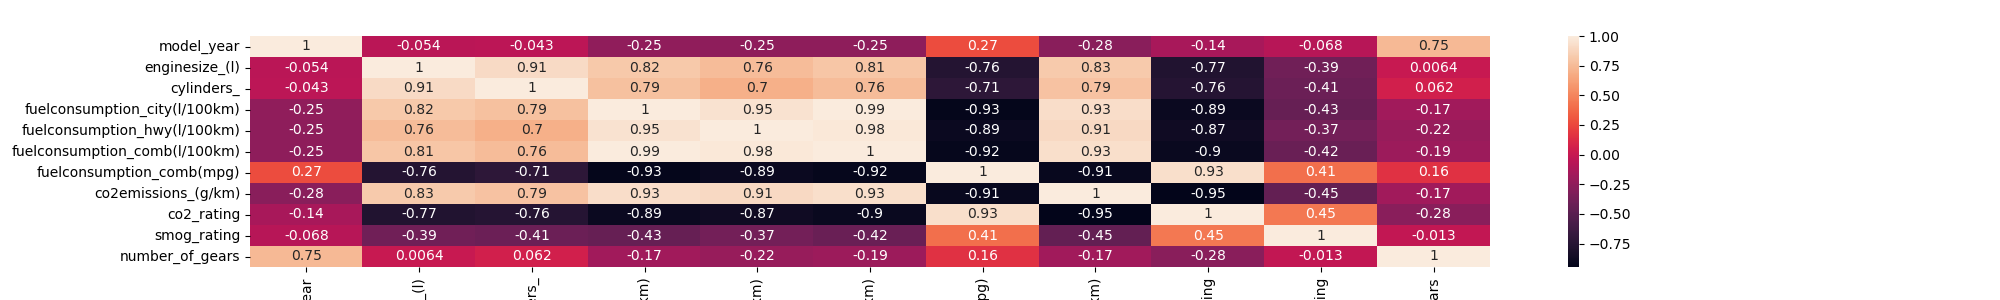 model_year 1 -0.054 -0.043 -0.25 -0.25 -0.25 0.27 -0.28 -0.14 -0.068 0.75
enginesize_(l) -0.054 1 0.91 0.82 0.76 0.81 -0.76 0.83 -0.77 -0.39 0.0064
cylinders_ -0.043 0.91 1 0.79 0.7 0.76 -0.71 0.79 -0.76 -0.41 0.062
fuelconsumption_city(l/100km) -0.25 0.82 0.79 1 0.95 0.99 -0.93 0.93 -0.89 -0.43 -0.17
fuelconsumption_hwy(l/100km) -0.25 0.76 0.7 0.95 1 0.98 -0.89 0.91 -0.87 -0.37 -0.22
fuelconsumption_comb(l/100km) -0.25 0.81 0.76 0.99 0.98 1 -0.92 0.93 -0.9 -0.42 -0.19
fuelconsumption_comb(mpg) 0.27 -0.76 -0.71 -0.93 -0.89 -0.92 1 -0.91 0.93 0.41 0.16
co2emissions_(g/km) -0.28 0.83 0.79 0.93 0.91 0.93 -0.91 1 -0.95 -0.45 -0.17
co2_rating -0.14 -0.77 -0.76 -0.89 -0.87 -0.9 0.93 -0.95 1 0.45 -0.28
smog_rating -0.068 -0.39 -0.41 -0.43 -0.37 -0.42 0.41 -0.45 0.45 1 -0.013
number_of_gears 0.75 0.0064 0.062 -0.17 -0.22 -0.19 0.16 -0.17 -0.28 -0.013 1
1.00
0.75
0.50
0.25
0.00
−0.25
−0.50
−0.75